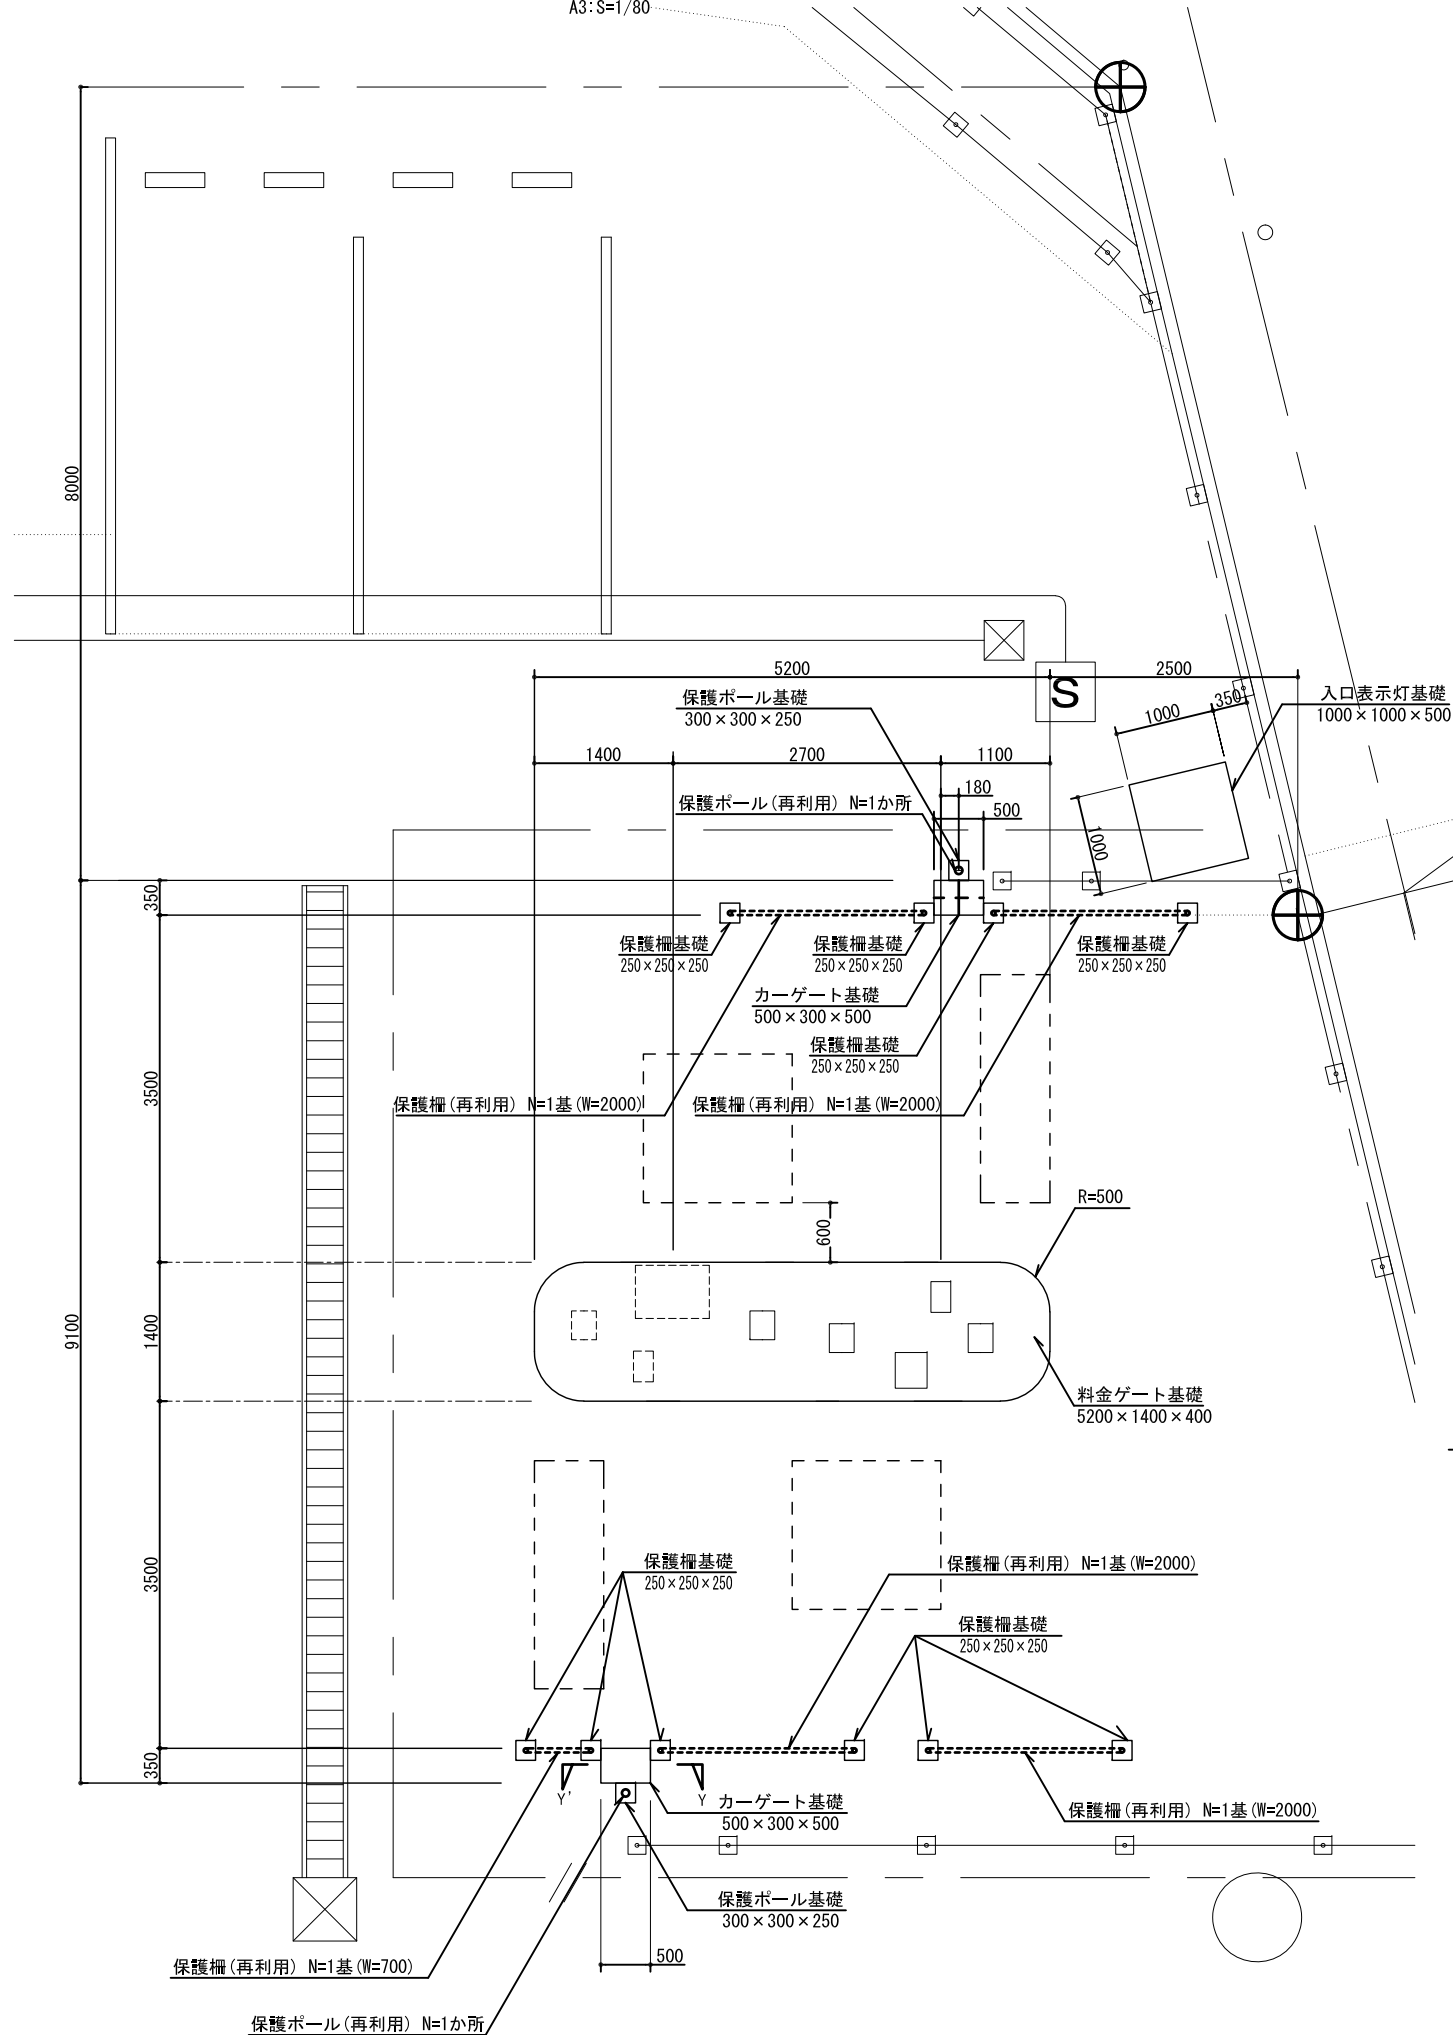 A3:S=1/80
8000
5200
2500
保護ポール基礎
300×300×250
S
1000
350
入口表示灯基礎
1000×1000×500
1400
2700
1100
180
保護ポール(再利用) N=1か所
500
1000
350
保護柵基礎
250×250×250
保護柵基礎
250×250×250
保護柵基礎
250×250×250
カーゲート基礎
500×300×500
保護柵基礎
250×250×250
3500
保護柵(再利用) N=1基(W=2000)
保護柵(再利用) N=1基(W=2000)
R=500
600
9100
1400
料金ゲート基礎
5200×1400×400
3500
保護柵基礎
250×250×250
保護柵(再利用) N=1基(W=2000)
保護柵基礎
250×250×250
350
Y'
Y
カーゲート基礎
500×300×500
保護柵(再利用) N=1基(W=2000)
保護ポール基礎
300×300×250
500
保護柵(再利用) N=1基(W=700)
保護ポール(再利用) N=1か所